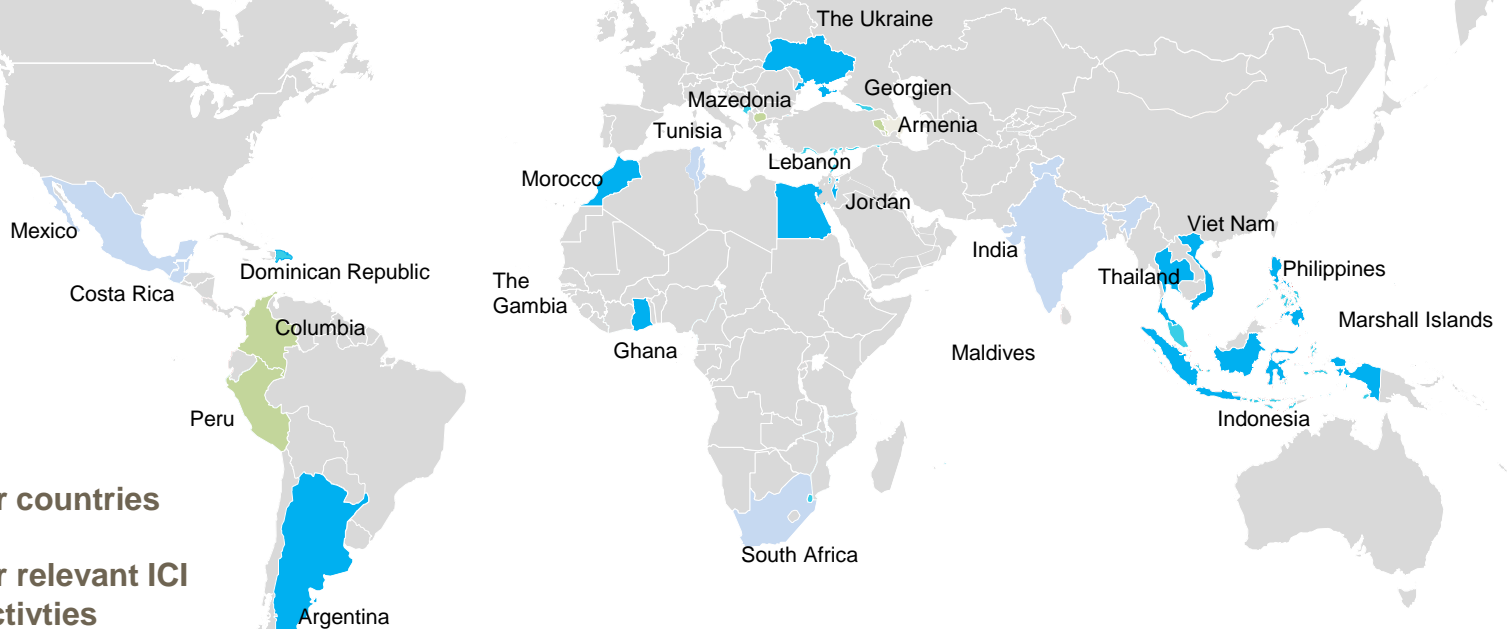 The Ukraine
Georgien
Mazedonia
Armenia
Tunisia
Lebanon
Morocco
Jordan
Viet Nam
Mexico
India
Dominican Republic
Thailand
Philippines
Costa Rica
The
Gambia
Columbia
Marshall Islands
Ghana
Maldives
Peru
Indonesia
countries
South Africa
relevant ICI
Argentina